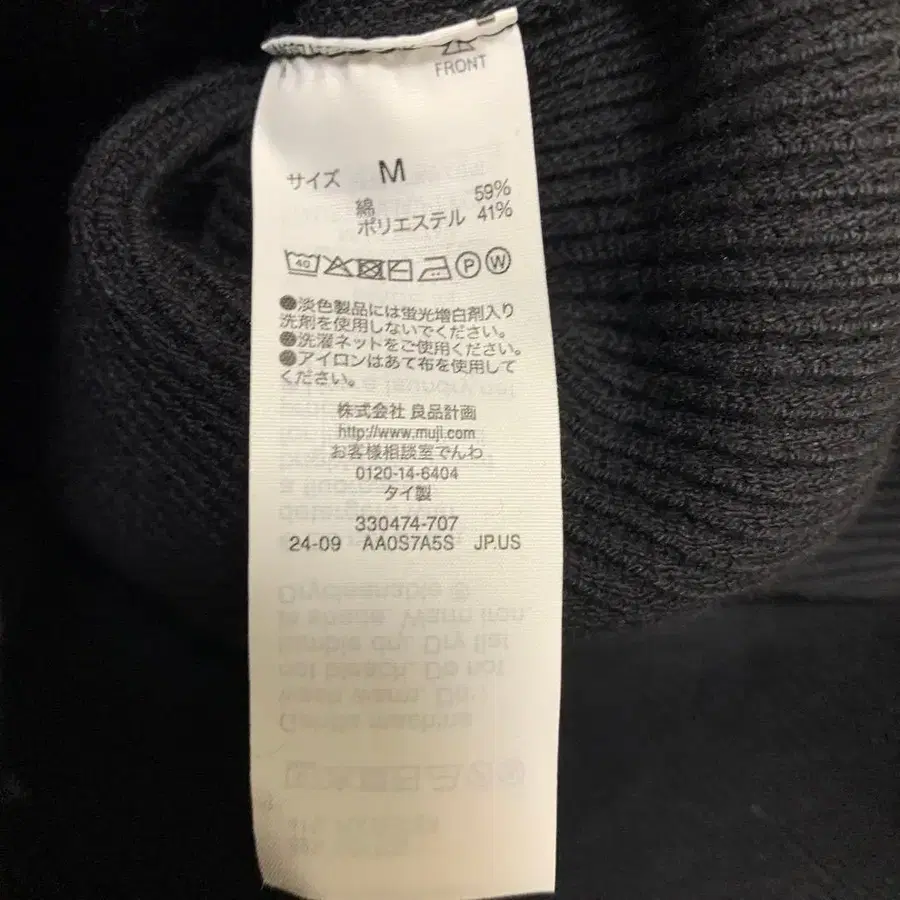 FRONT
サイズ M
綿 59%
ポリエステル 41%
40 P W
●淡色製品には蛍光増白剤入り
洗剤を使用しないでください。
●洗濯ネットをご使用ください。
●アイロンはあて布を使用して
ください。
株式会社 良品計画
http://www.muji.com
お客様相談室でんわ
0120-14-6404
タイ製
330474-707
24-09 AA0S7A5S JP.US